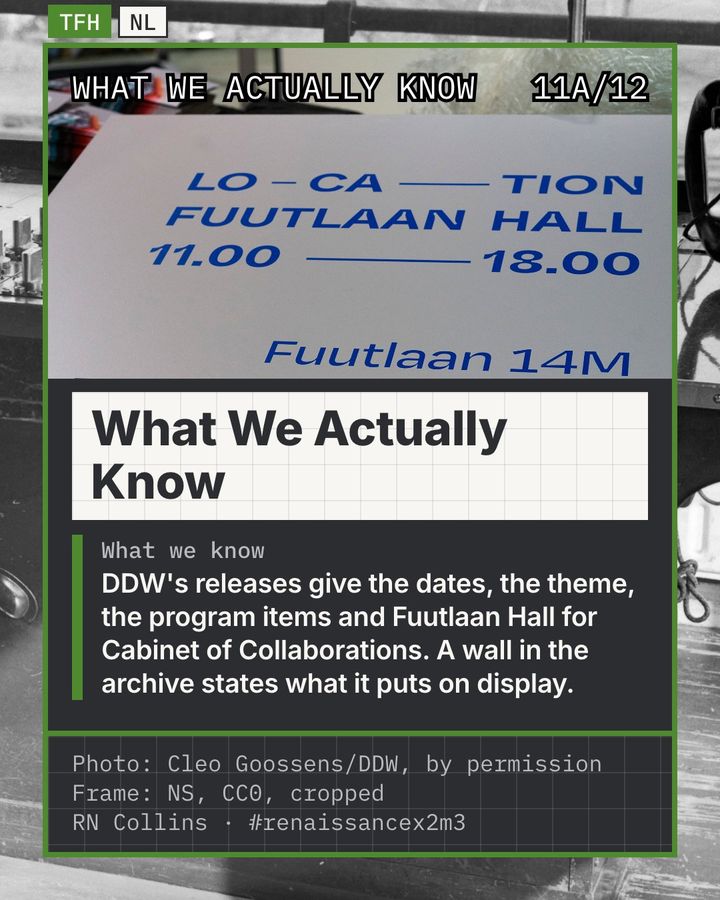 TFH NL
WHAT WE ACTUALLY KNOW 11A/12
LO – CA — TION
FUUTLAAN HALL
11.00 — 18.00
Fuutlaan 14M
What We Actually
Know
What we know
DDW's releases give the dates, the theme,
the program items and Fuutlaan Hall for
Cabinet of Collaborations. A wall in the
archive states what it puts on display.
Photo: Cleo Goossens/DDW, by permission
Frame: NS, CC0, cropped
RN Collins · #renaissancex2m3